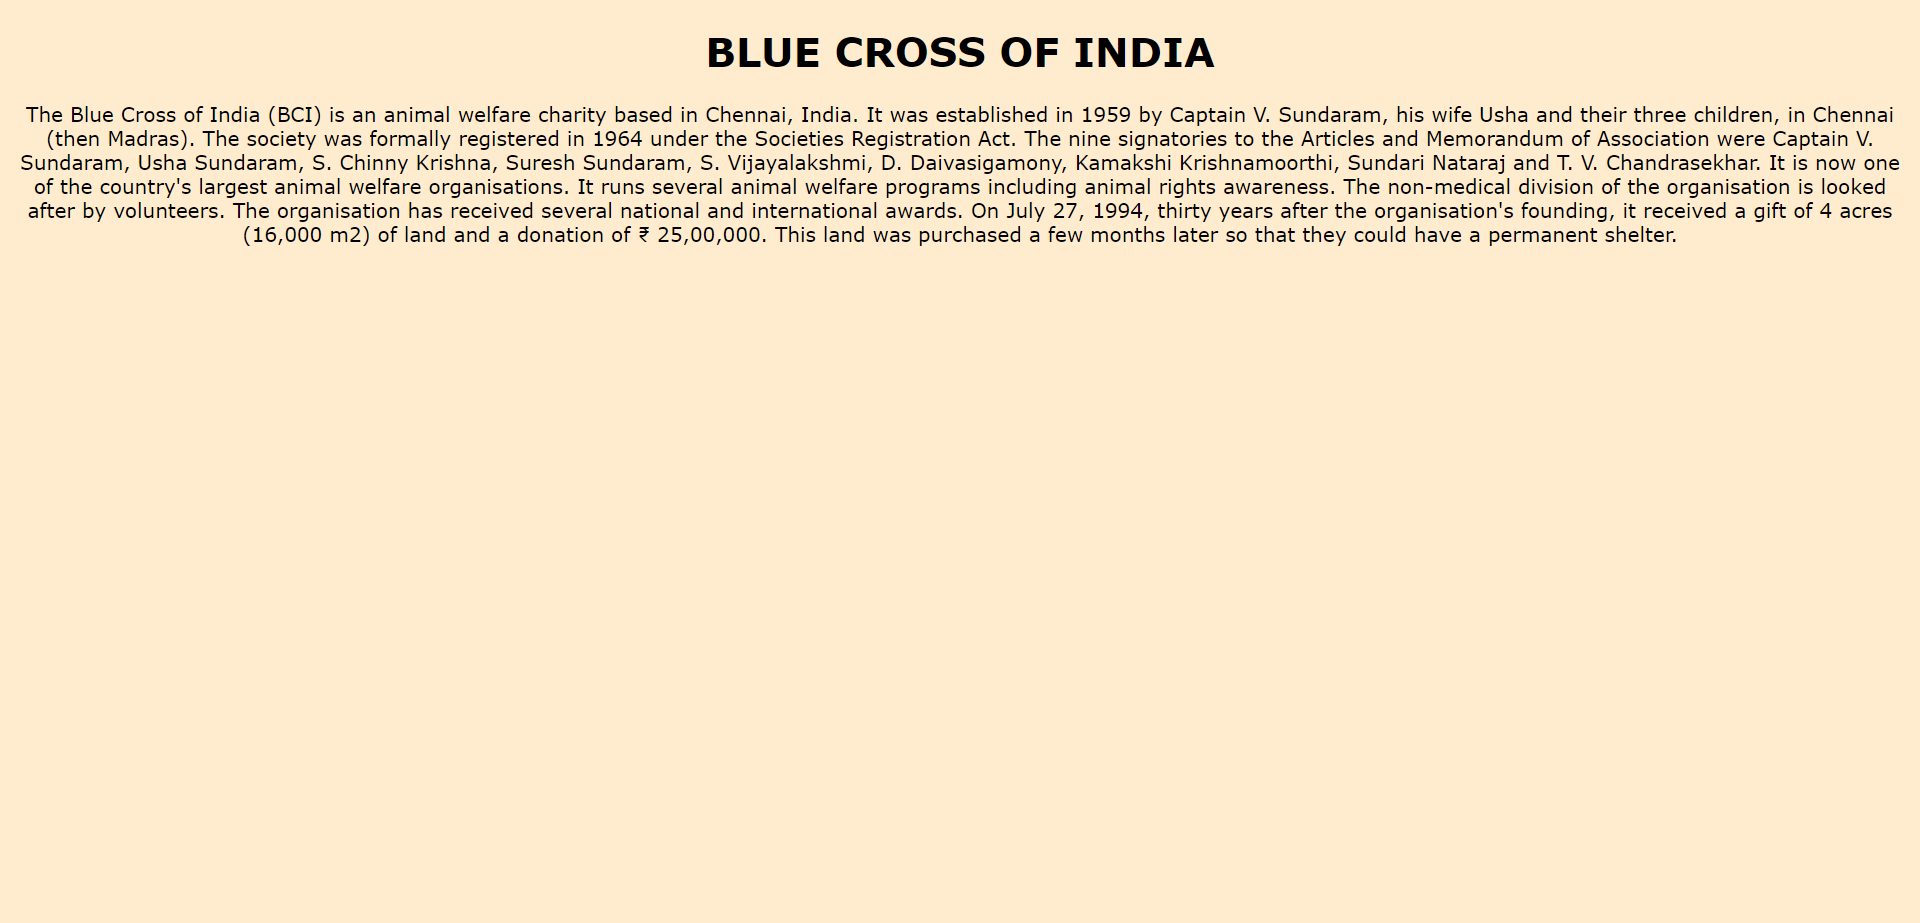 BLUE CROSS OF INDIA
The Blue Cross of India (BCI) is an animal welfare charity based in Chennai, India. It was established in 1959 by Captain V. Sundaram, his wife Usha and their three children, in Chennai
(then Madras). The society was formally registered in 1964 under the Societies Registration Act. The nine signatories to the Articles and Memorandum of Association were Captain V.
Sundaram, Usha Sundaram, S. Chinny Krishna, Suresh Sundaram, S. Vijayalakshmi, D. Daivasigamony, Kamakshi Krishnamoorthi, Sundari Nataraj and T. V. Chandrasekhar. It is now one
of the country's largest animal welfare organisations. It runs several animal welfare programs including animal rights awareness. The non-medical division of the organisation is looked
after by volunteers. The organisation has received several national and international awards. On July 27, 1994, thirty years after the organisation's founding, it received a gift of 4 acres
(16,000 m2) of land and a donation of ₹ 25,00,000. This land was purchased a few months later so that they could have a permanent shelter.